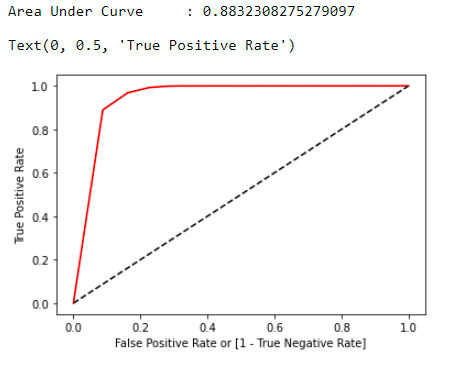 Area Under Curve     : 0.8832308275279097
Text(0, 0.5, 'True Positive Rate')
1.0
0.8
0.6
0.4
0.2
0.0
True Positive Rate
0.0 0.2 0.4 0.6 0.8 1.0
False Positive Rate or [1 - True Negative Rate]